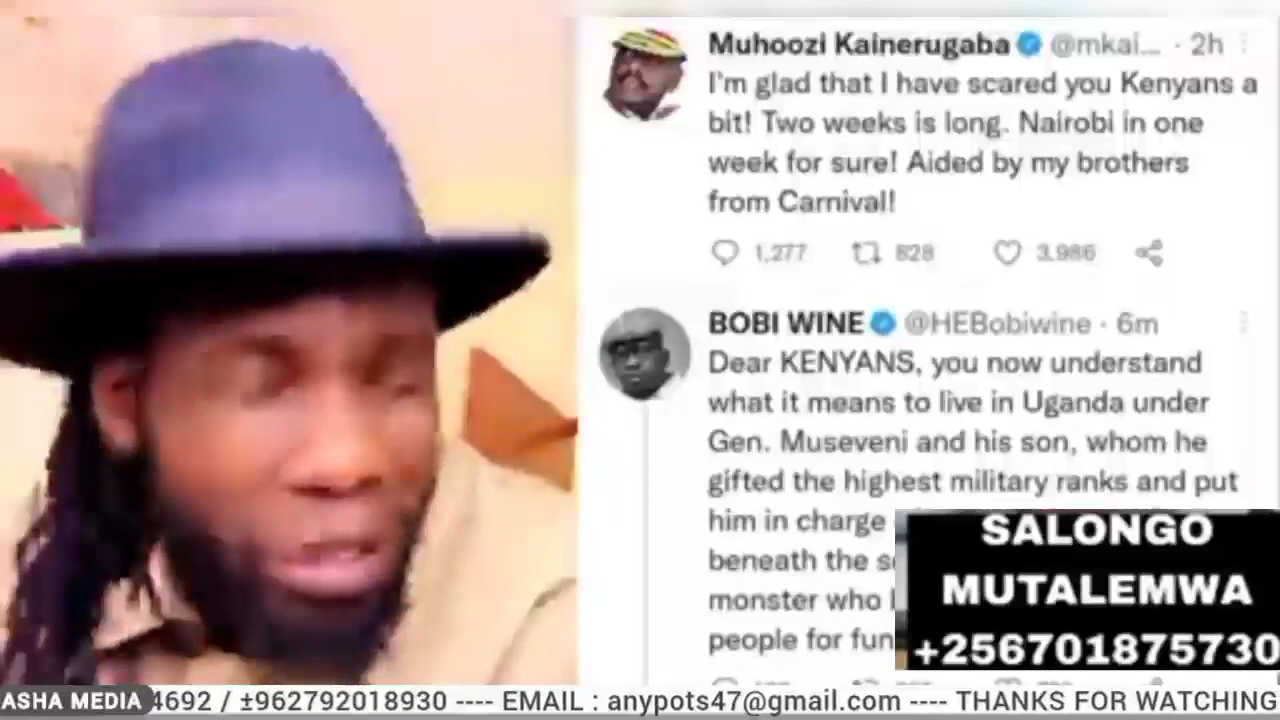 Muhoozi Kainerugaba @mkai... · 2h
I'm glad that I have scared you Kenyans a
bit! Two weeks is long. Nairobi in one
week for sure! Aided by my brothers
from Carnival!
1,277 828 3,986
BOBI WINE @HEBobiwine · 6m
Dear KENYANS, you now understand
what it means to live in Uganda under
Gen. Museveni and his son, whom he
gifted the highest military ranks and put
him in charge
beneath the
monster who
people for fun
SALONGO
MUTALEMWA
+256701875730
ASHA MEDIA 4692 / ±962792018930 ---- EMAIL : anypots47@gmail.com ---- THANKS FOR WATCHING